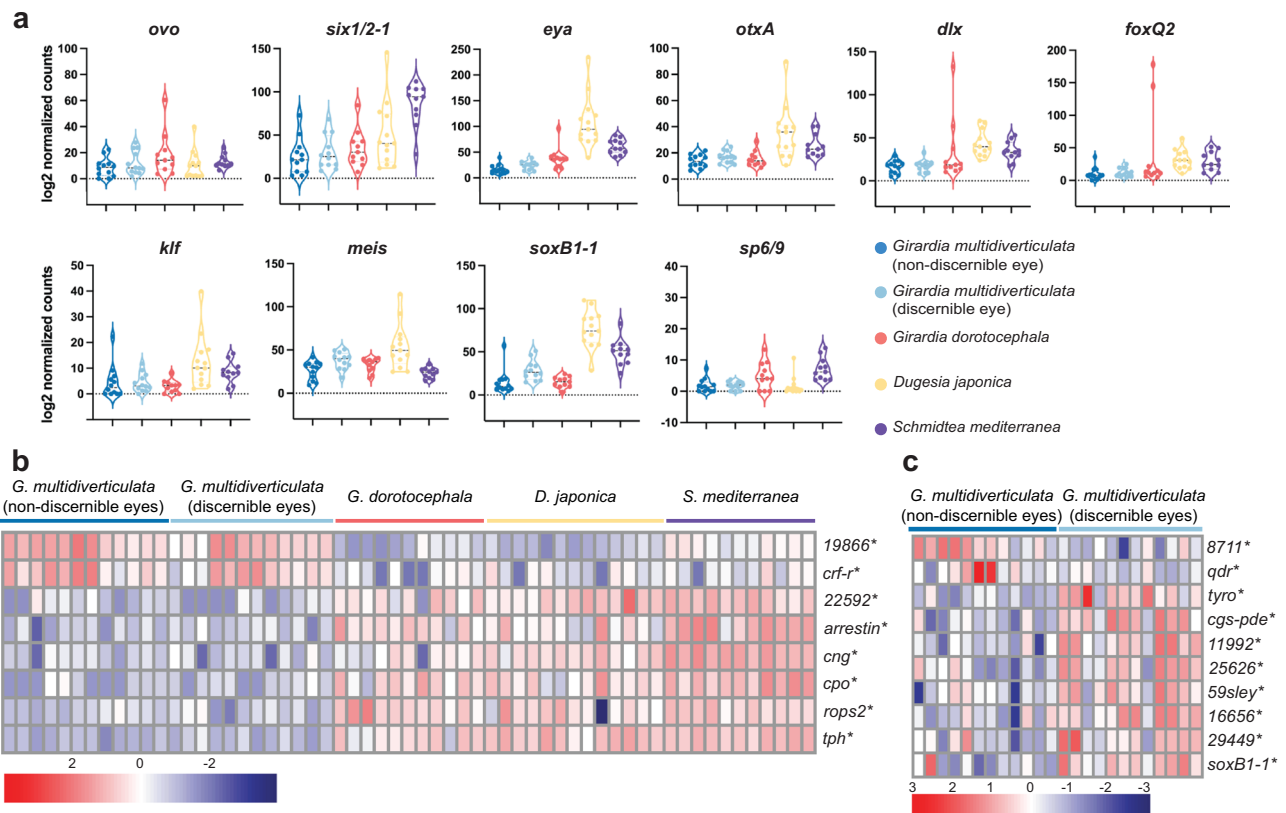 a
ovo
six1/2-1
eya
otxA
dlx
foxQ2
log2 normalized counts
100
80
60
40
20
0
150
100
50
0
250
200
150
100
50
0
100
80
60
40
20
0
150
100
50
0
200
150
100
50
0
klf
meis
soxB1-1
sp6/9
log2 normalized counts
50
40
30
20
10
0
150
100
50
0
150
100
50
0
40
30
20
10
0
-10
Girardia multidiverticulata
(non-discernible eye)
Girardia multidiverticulata
(discernible eye)
Girardia dorotocephala
Dugesia japonica
Schmidtea mediterranea
b
G. multidiverticulata
(non-discernible eyes)
G. multidiverticulata
(discernible eyes)
G. dorotocephala
D. japonica
S. mediterranea
19866*
crf-r*
22592*
arrestin*
cng*
cpo*
rops2*
tph*
2 0 -2
c
G. multidiverticulata
(non-discernible eyes)
G. multidiverticulata
(discernible eyes)
8711*
qdr*
tyro*
cgs-pde*
11992*
25626*
59sley*
16656*
29449*
soxB1-1*
3 2 1 0 -1 -2 -3